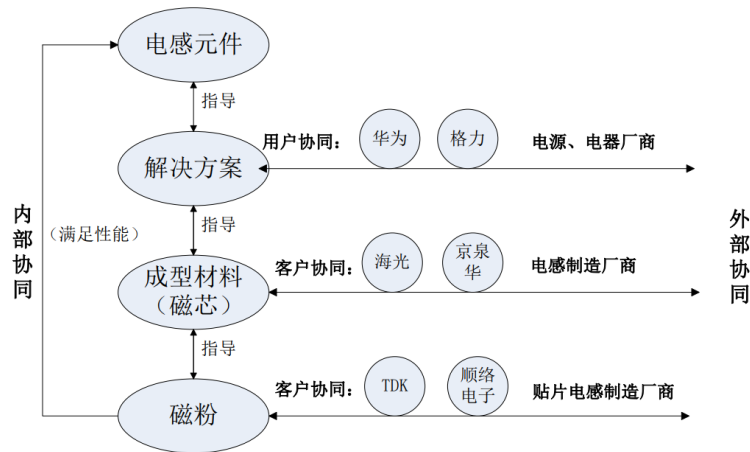 电感元件
指导
用户协同：
华为
格力
电源、电器厂商
解决方案
内部协同
（满足性能）
指导
外部协同
客户协同：
海光
京泉
华
电感制造厂商
成型材料
（磁芯）
指导
客户协同：
TDK
顺络
电子
贴片电感制造厂商
磁粉